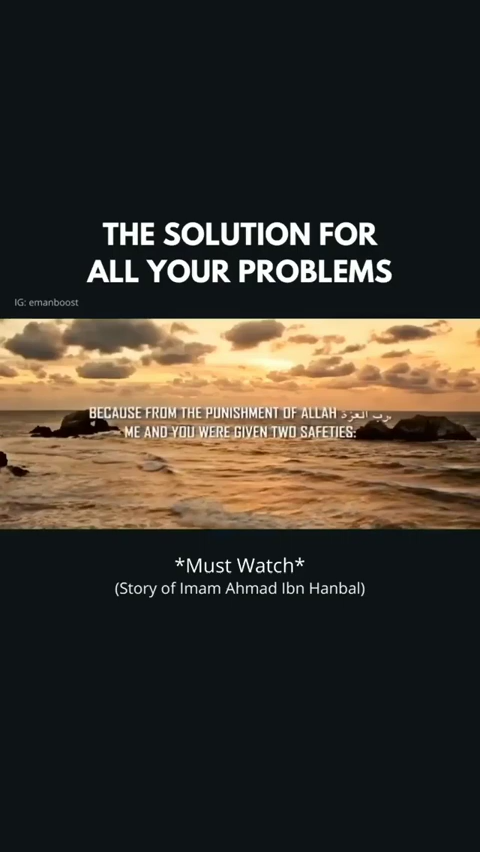 THE SOLUTION FOR
ALL YOUR PROBLEMS
IG: emanboost
BECAUSE FROM THE PUNISHMENT OF ALLAH رب العزة
ME AND YOU WERE GIVEN TWO SAFETIES:
*Must Watch*
(Story of Imam Ahmad Ibn Hanbal)